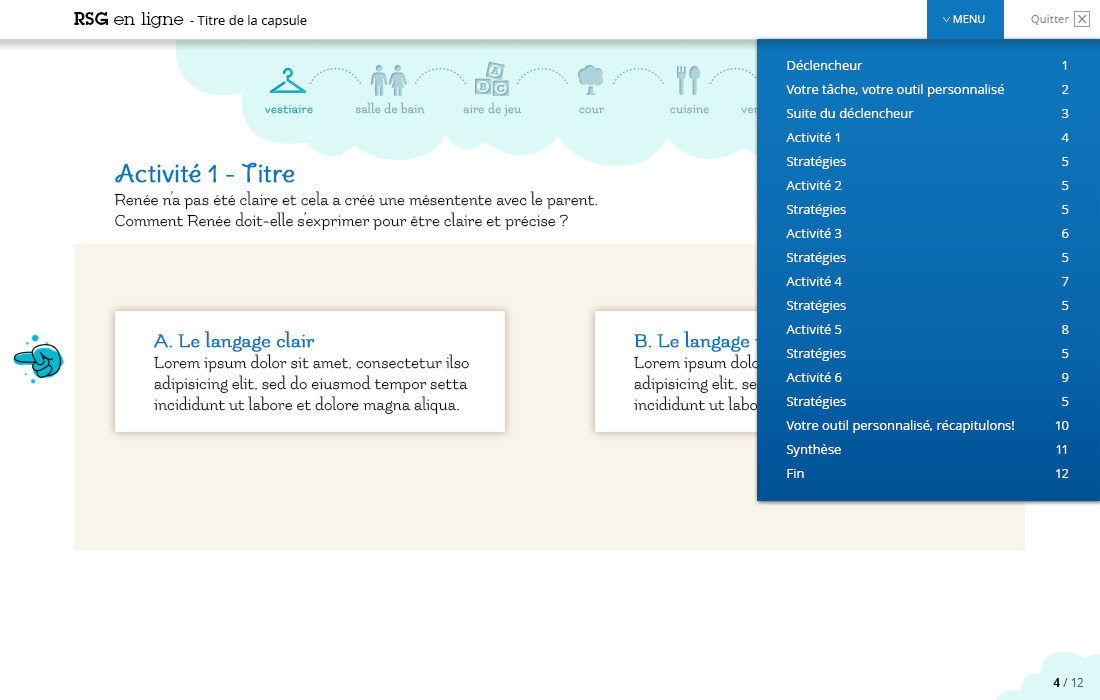 RSG en ligne - Titre de la capsule
MENU
Quitter
vestiaire
salle de bain
aire de jeu
cour
cuisine
A
B C
Activité 1 - Titre
Renée n'a pas été claire et cela a créé une mésentente avec le parent.
Comment Renée doit-elle s'exprimer pour être claire et précise ?
A. Le langage clair
Lorem ipsum dolor sit amet, consectetur ilso
adipisicing elit, sed do eiusmod tempor setta
incididunt ut labore et dolore magna aliqua.
B. Le langage
Lorem ipsum
adipisicing elit,
incididunt ut
Déclencheur 1
Votre tâche, votre outil personnalisé 2
Suite du déclencheur 3
Activité 1 4
Stratégies 5
Activité 2 5
Stratégies 5
Activité 3 6
Stratégies 5
Activité 4 7
Stratégies 5
Activité 5 8
Stratégies 5
Activité 6 9
Stratégies 5
Votre outil personnalisé, récapitulons! 10
Synthèse 11
Fin 12
4 / 12